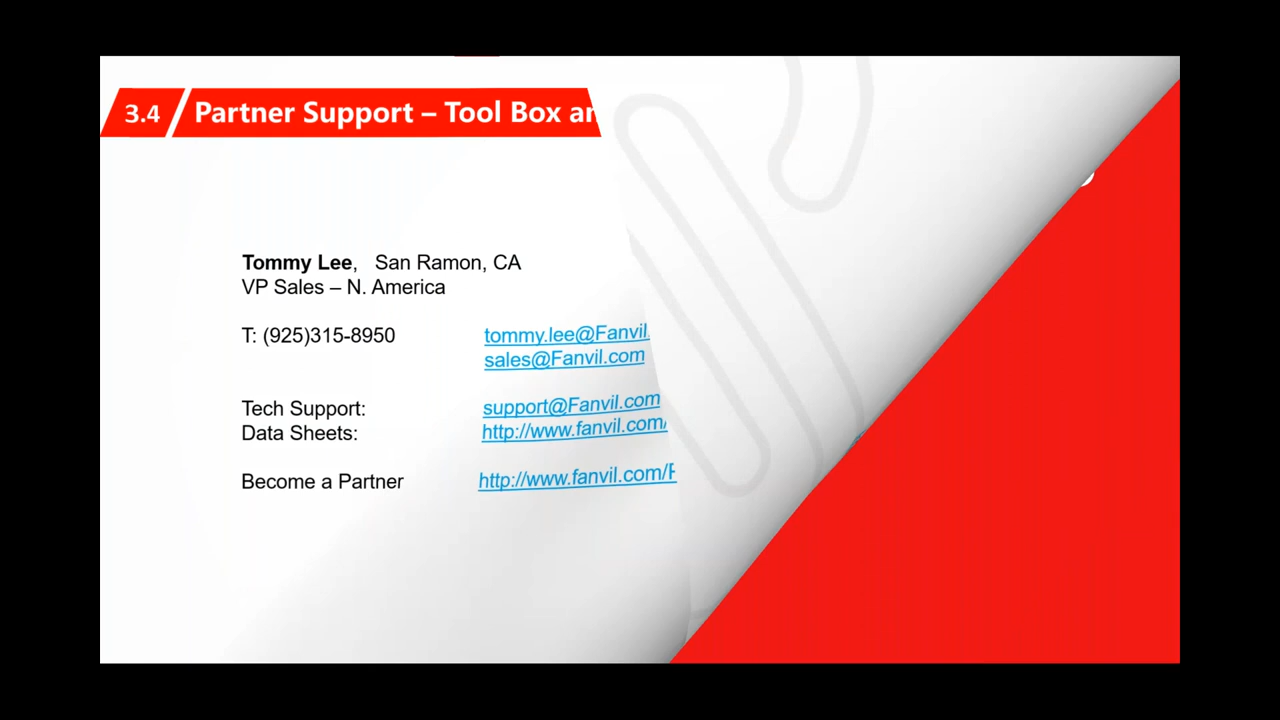 3.4 Partner Support – Tool Box
Tommy Lee, San Ramon, CA
VP Sales – N. America
T: (925)315-8950 tommy.lee@Fanvil.
sales@Fanvil.com
Tech Support: support@Fanvil.com
Data Sheets: http://www.fanvil.com/
Become a Partner http://www.fanvil.com/